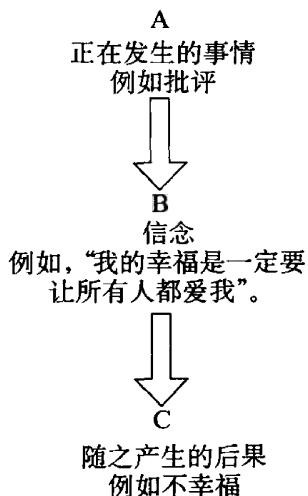 A
正在发生的事情
例如批评
B
信念
例如，“我的幸福是一定要
让所有人都爱我”。
C
随之产生的后果
例如不幸福